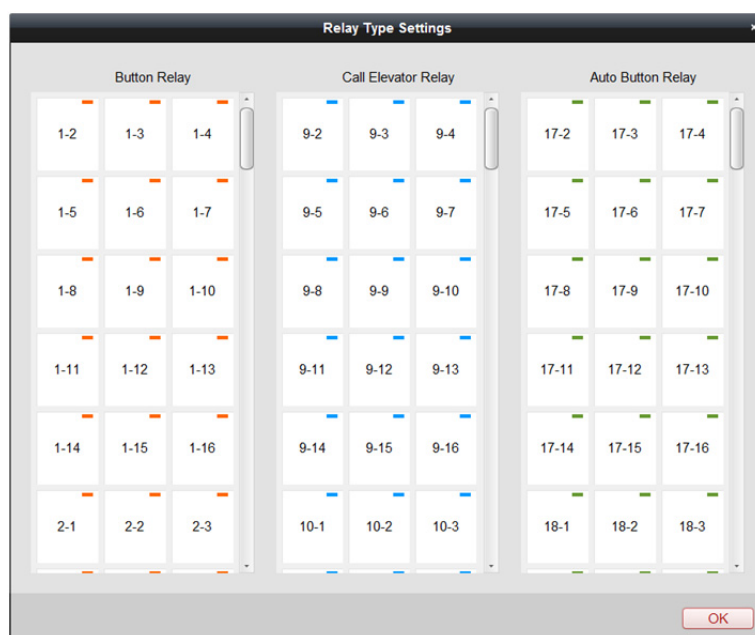 Relay Type Settings
×
Button Relay
Call Elevator Relay
Auto Button Relay
1-2 1-3 1-4 9-2 9-3 9-4 17-2 17-3 17-4
1-5 1-6 1-7 9-5 9-6 9-7 17-5 17-6 17-7
1-8 1-9 1-10 9-8 9-9 9-10 17-8 17-9 17-10
1-11 1-12 1-13 9-11 9-12 9-13 17-11 17-12 17-13
1-14 1-15 1-16 9-14 9-15 9-16 17-14 17-15 17-16
2-1 2-2 2-3 10-1 10-2 10-3 18-1 18-2 18-3
OK